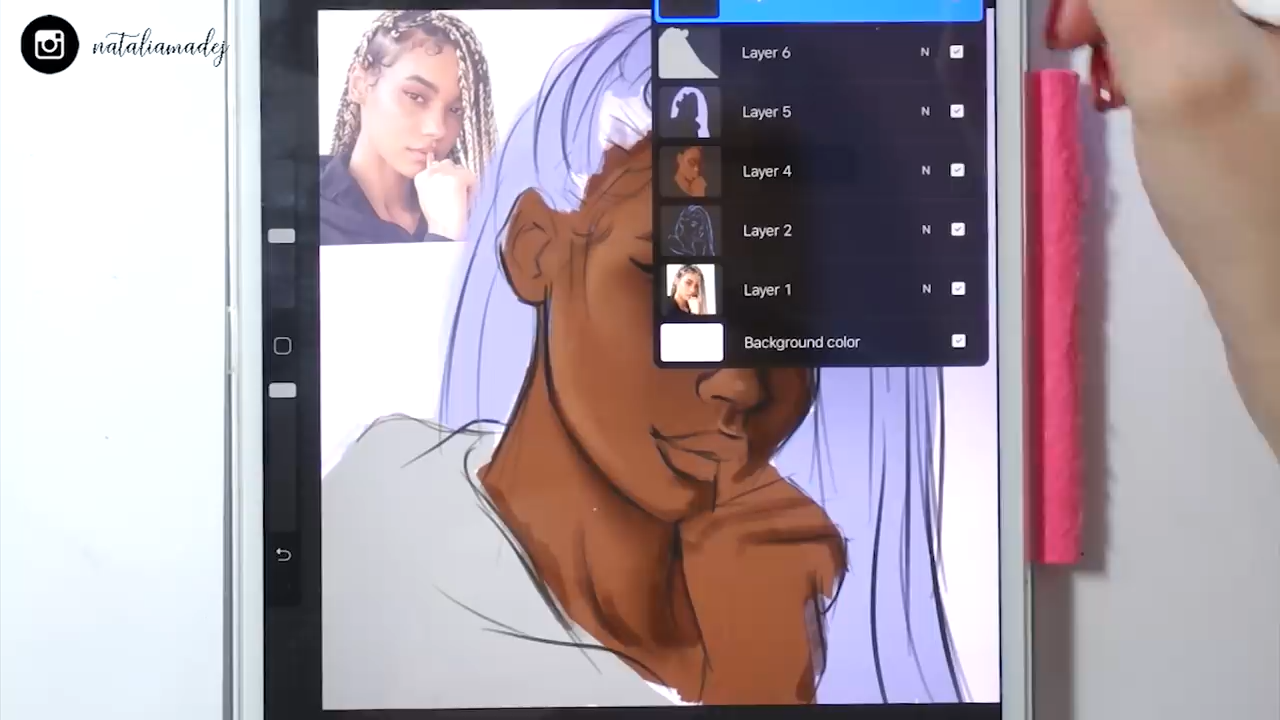 nataliamadej
Layer 6 N
Layer 5 N
Layer 4 N
Layer 2 N
Layer 1 N
Background color